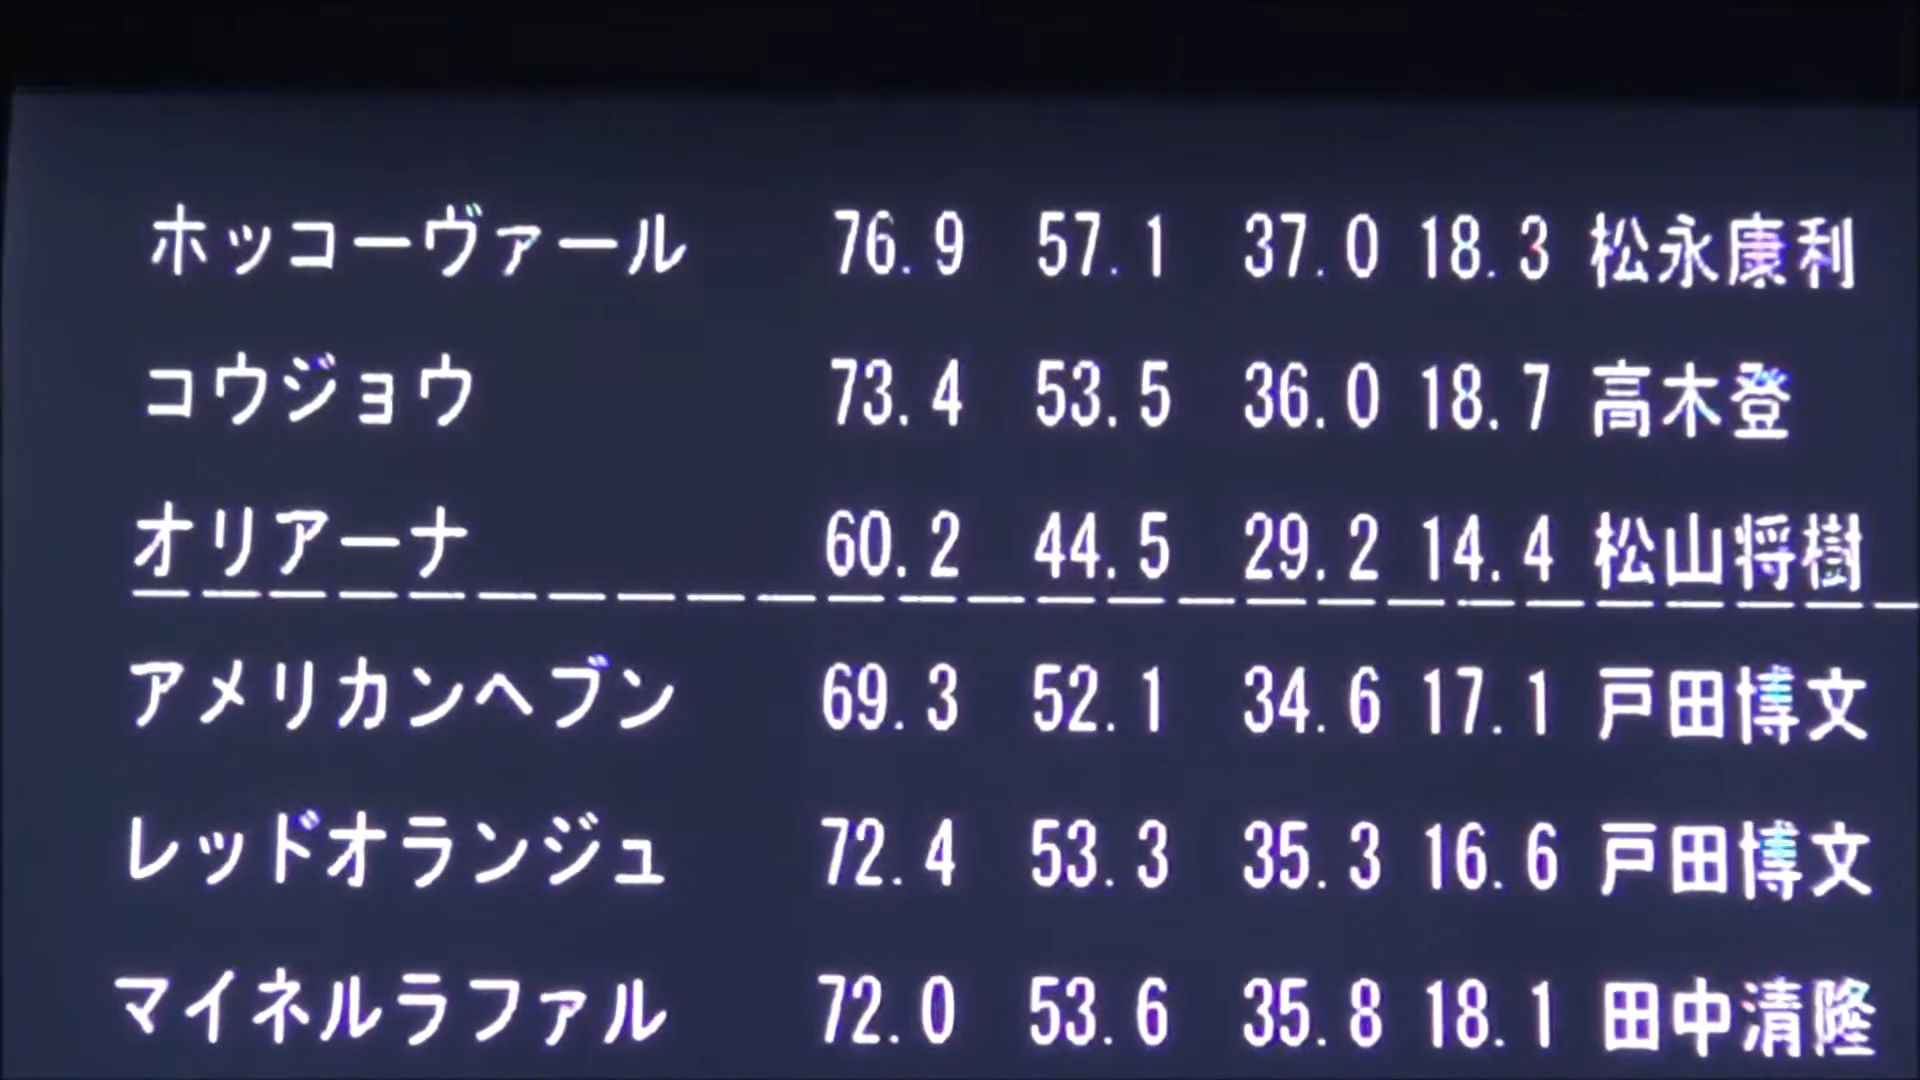 ホッコーヴァール 76.9 57.1 37.0 18.3 松永康利
コウジョウ 73.4 53.5 36.0 18.7 高木登
オリアーナ 60.2 44.5 29.2 14.4 松山将樹
アメリカンヘブン 69.3 52.1 34.6 17.1 戸田博文
レッドオランジュ 72.4 53.3 35.3 16.6 戸田博文
マイネルラファル 72.0 53.6 35.8 18.1 田中清隆